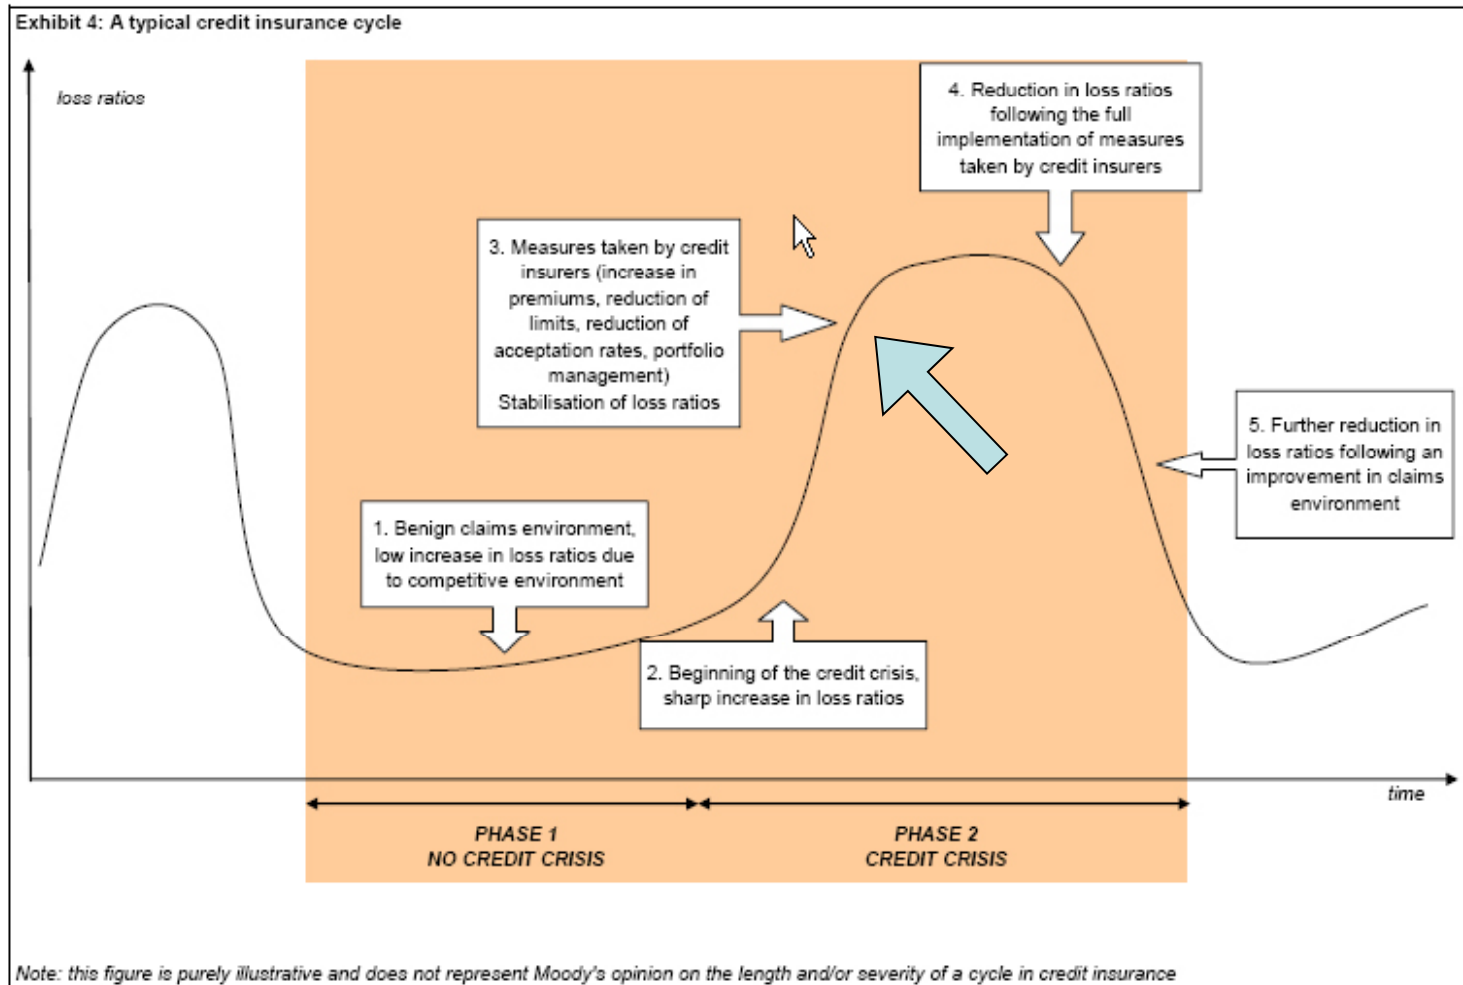 Exhibit 4: A typical credit insurance cycle
loss ratios
4. Reduction in loss ratios
following the full
implementation of measures
taken by credit insurers
3. Measures taken by credit
insurers (increase in
premiums, reduction of
limits, reduction of
acceptation rates, portfolio
management)
Stabilisation of loss ratios
5. Further reduction in
loss ratios following an
improvement in claims
environment
1. Benign claims environment,
low increase in loss ratios due
to competitive environment
2. Beginning of the credit crisis,
sharp increase in loss ratios
time
PHASE 1
NO CREDIT CRISIS
PHASE 2
CREDIT CRISIS
Note: this figure is purely illustrative and does not represent Moody's opinion on the length and/or severity of a cycle in credit insurance